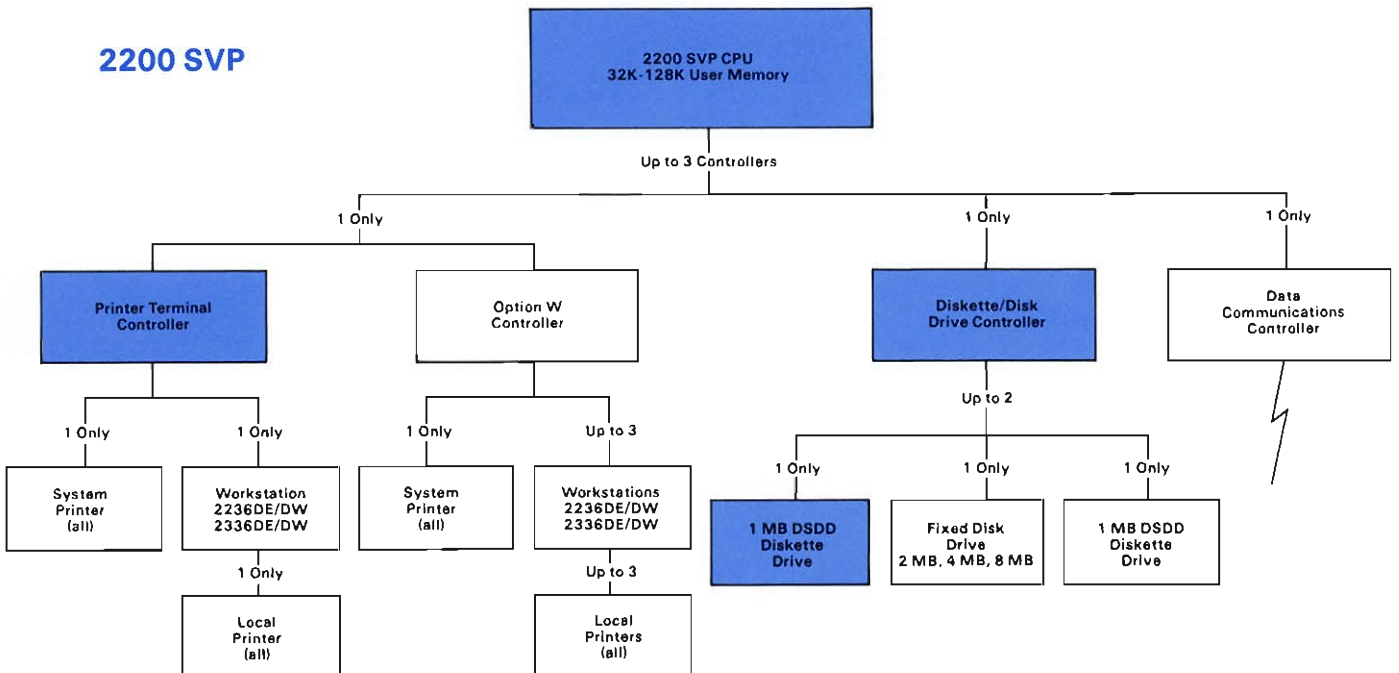 2200 SVP
2200 SVP CPU
32K-128K User Memory
Up to 3 Controllers
1 Only
1 Only
1 Only
Printer Terminal
Controller
Option W
Controller
Diskette/Disk
Drive Controller
Data
Communications
Controller
Up to 2
1 Only
1 Only
1 Only
Up to 3
1 Only
1 Only
1 Only
System
Printer
(all)
Workstation
2236DE/DW
2336DE/DW
System
Printer
(all)
Workstations
2236DE/DW
2336DE/DW
1 MB DSDD
Diskette
Drive
Fixed Disk
Drive
2 MB, 4 MB, 8 MB
1 MB DSDD
Diskette
Drive
1 Only
Up to 3
Local
Printer
(all)
Local
Printers
(all)